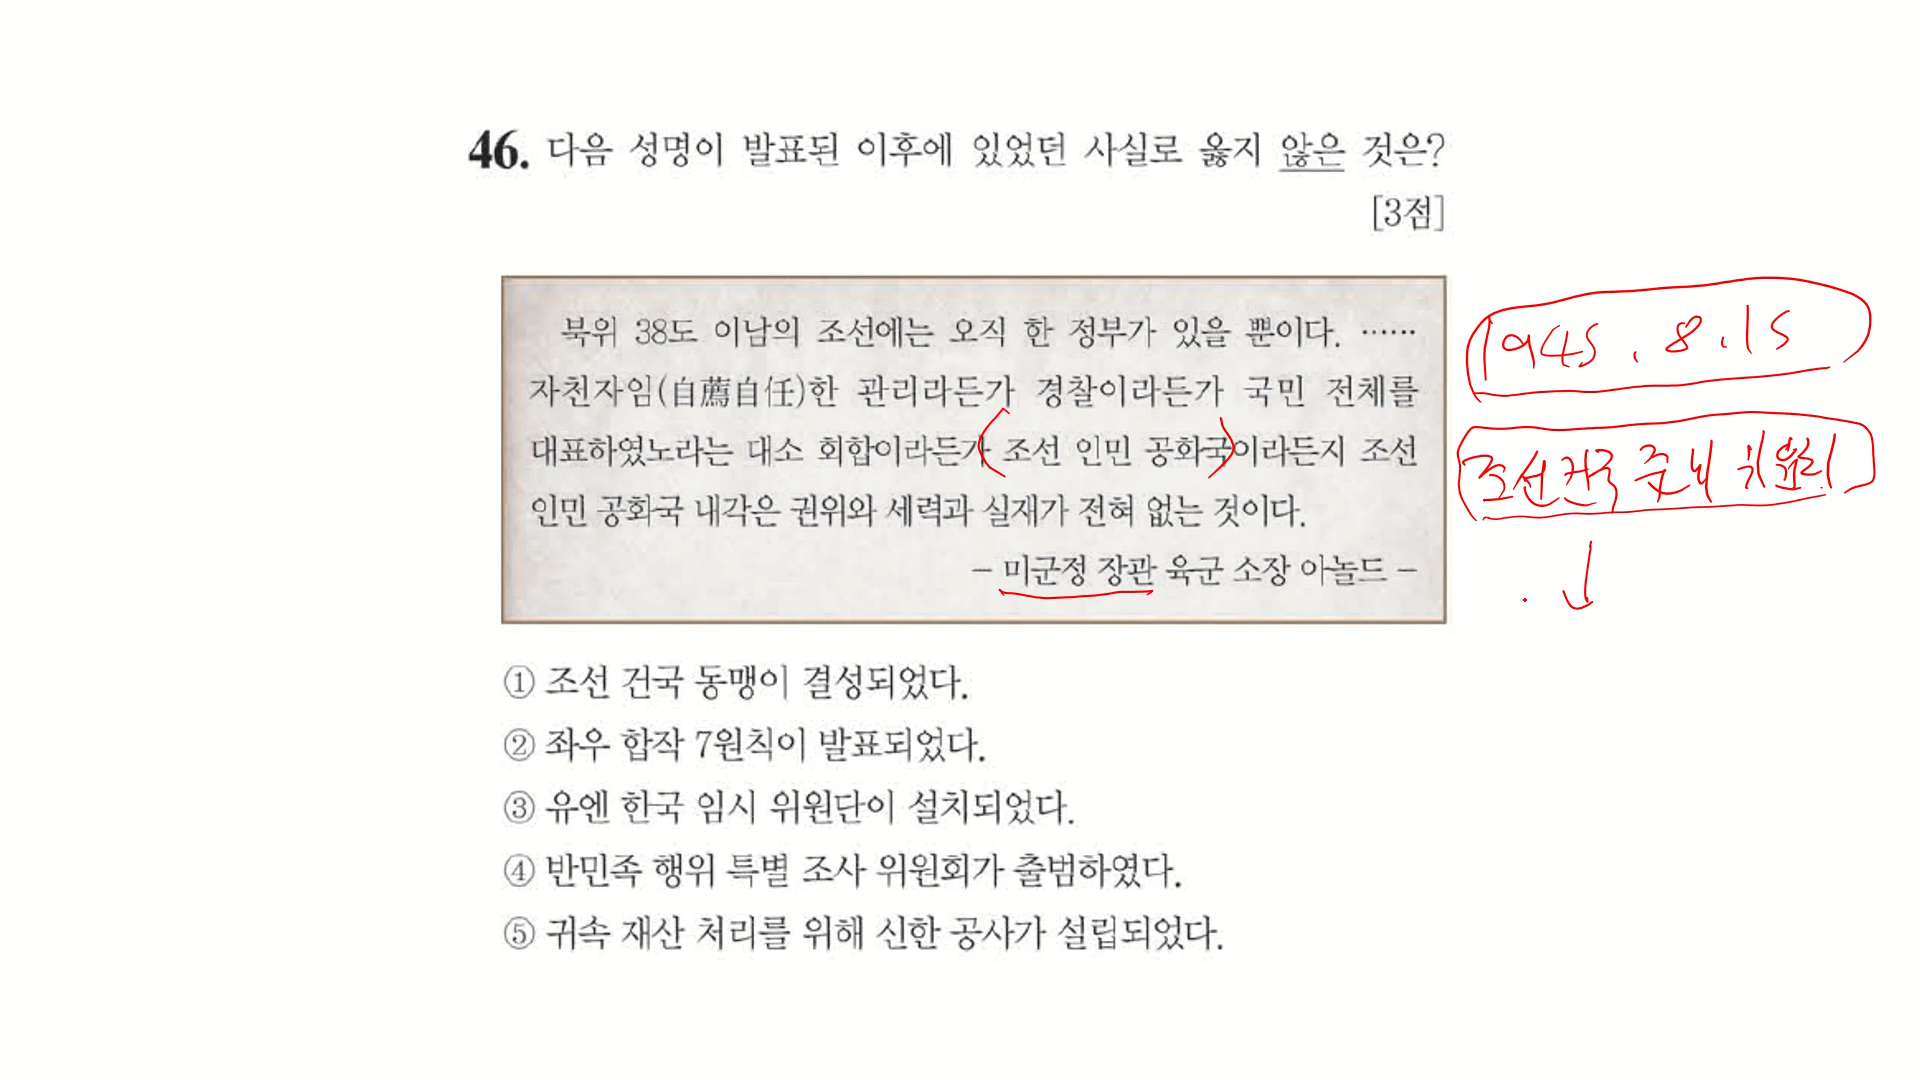 46. 다음 성명이 발표된 이후에 있었던 사실로 옳지 않은 것은?
[3점]
북위 38도 이남의 조선에는 오직 한 정부가 있을 뿐이다. ……
자천자임(自薦自任)한 관리라든가 경찰이라든가 국민 전체를
대표하였노라는 대소 회합이라든가 조선 인민 공화국이라든지 조선
인민 공화국 내각은 권위와 세력과 실재가 전혀 없는 것이다.
– 미군정 장관 육군 소장 아놀드 –
1945.8.15
조선건국 준비 위원회
① 조선 건국 동맹이 결성되었다.
② 좌우 합작 7원칙이 발표되었다.
③ 유엔 한국 임시 위원단이 설치되었다.
④ 반민족 행위 특별 조사 위원회가 출범하였다.
⑤ 귀속 재산 처리를 위해 신한 공사가 설립되었다.